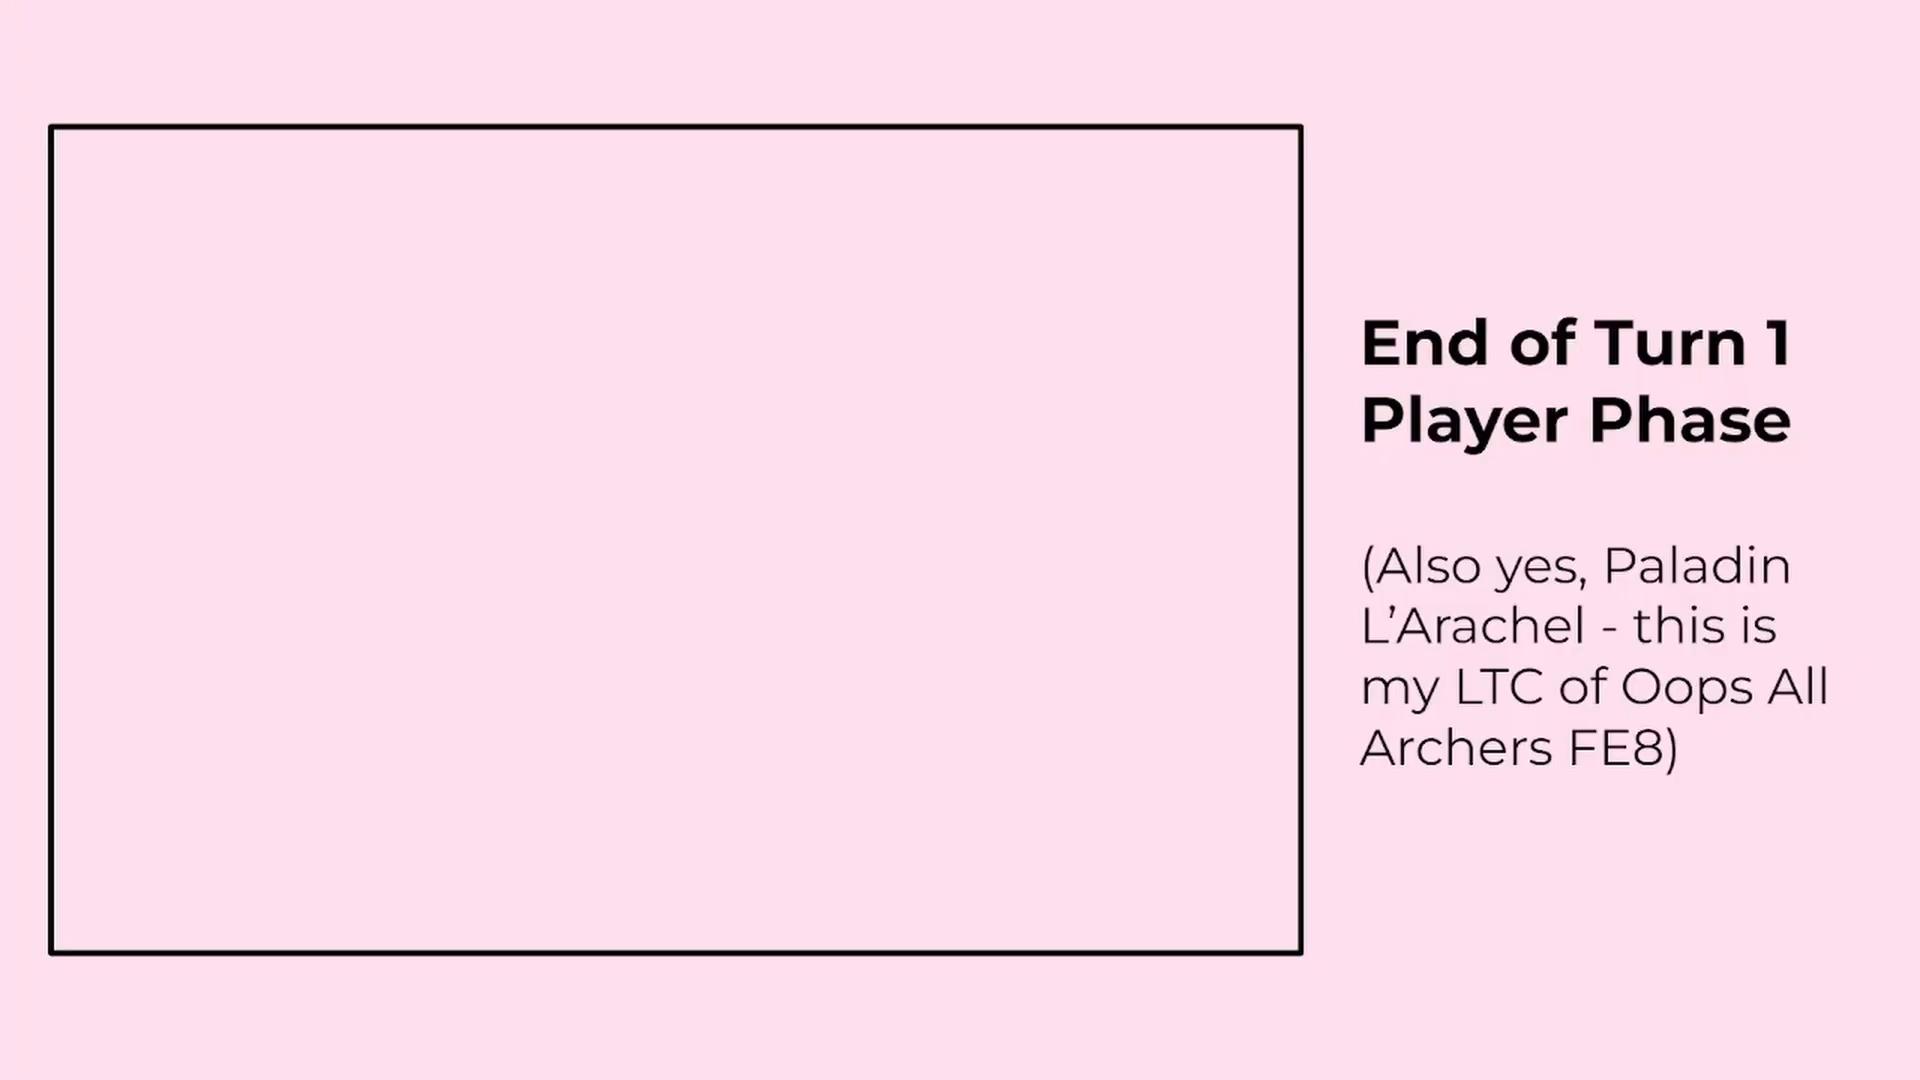 End of Turn 1
Player Phase
(Also yes, Paladin
L’Arachel - this is
my LTC of Oops All
Archers FE8)